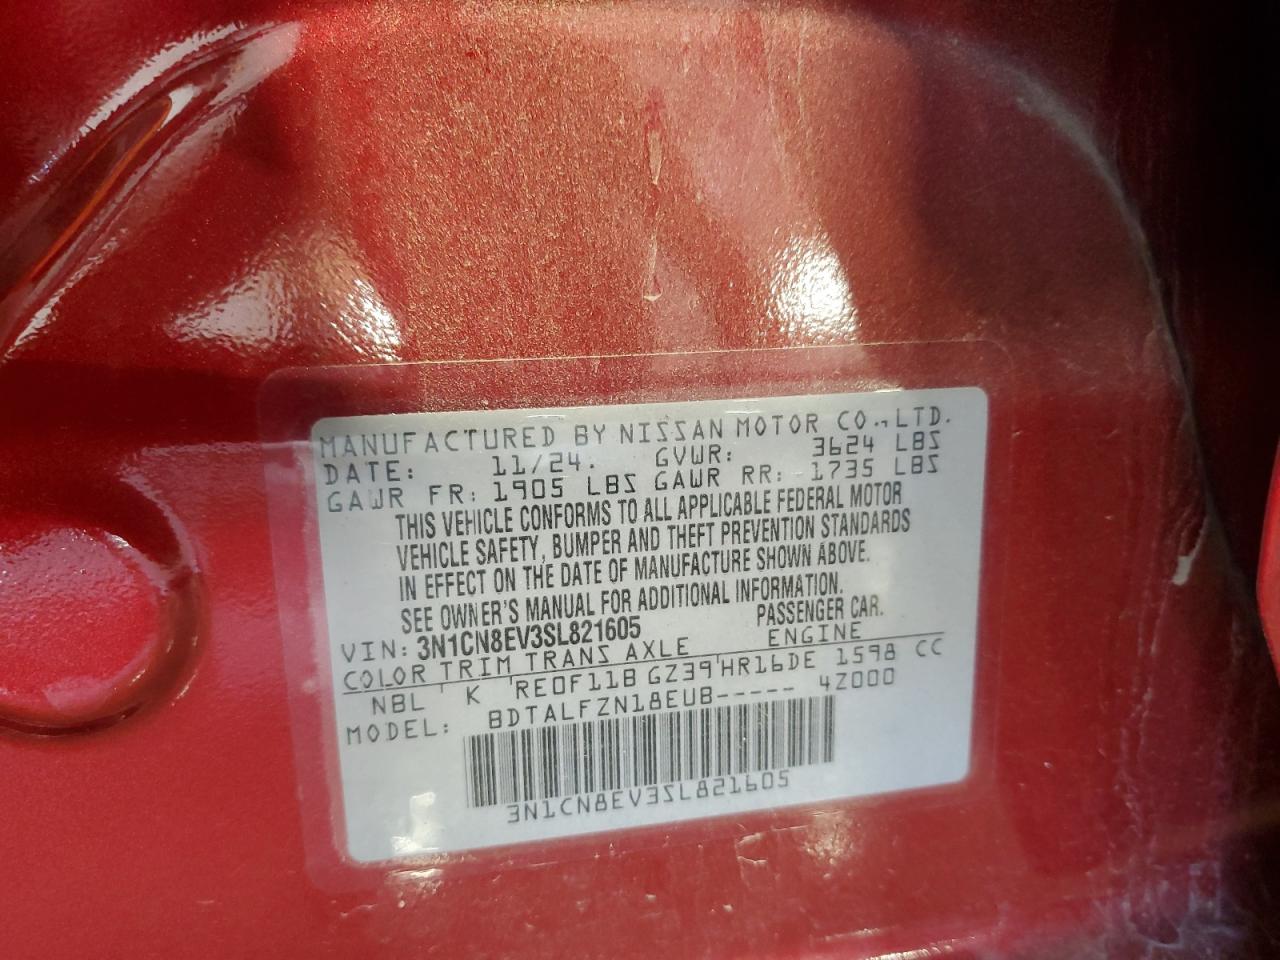 MANUFACTURED BY NISSAN MOTOR CO., LTD.
DATE: 11/24. GVWR: 3624 LBS
GAWR FR: 1905 LBS GAWR RR: 1735 LBS
THIS VEHICLE CONFORMS TO ALL APPLICABLE FEDERAL MOTOR
VEHICLE SAFETY, BUMPER AND THEFT PREVENTION STANDARDS
IN EFFECT ON THE DATE OF MANUFACTURE SHOWN ABOVE.
SEE OWNER'S MANUAL FOR ADDITIONAL INFORMATION.
VIN: 3N1CN8EV3SL821605 PASSENGER CAR.
COLOR TRIM TRANS AXLE ENGINE
NBL K RE0F11B GZ39 HR16DE 1598 CC
MODEL: BDTALFZN18EUB----- 4Z000
3N1CN8EV3SL821605